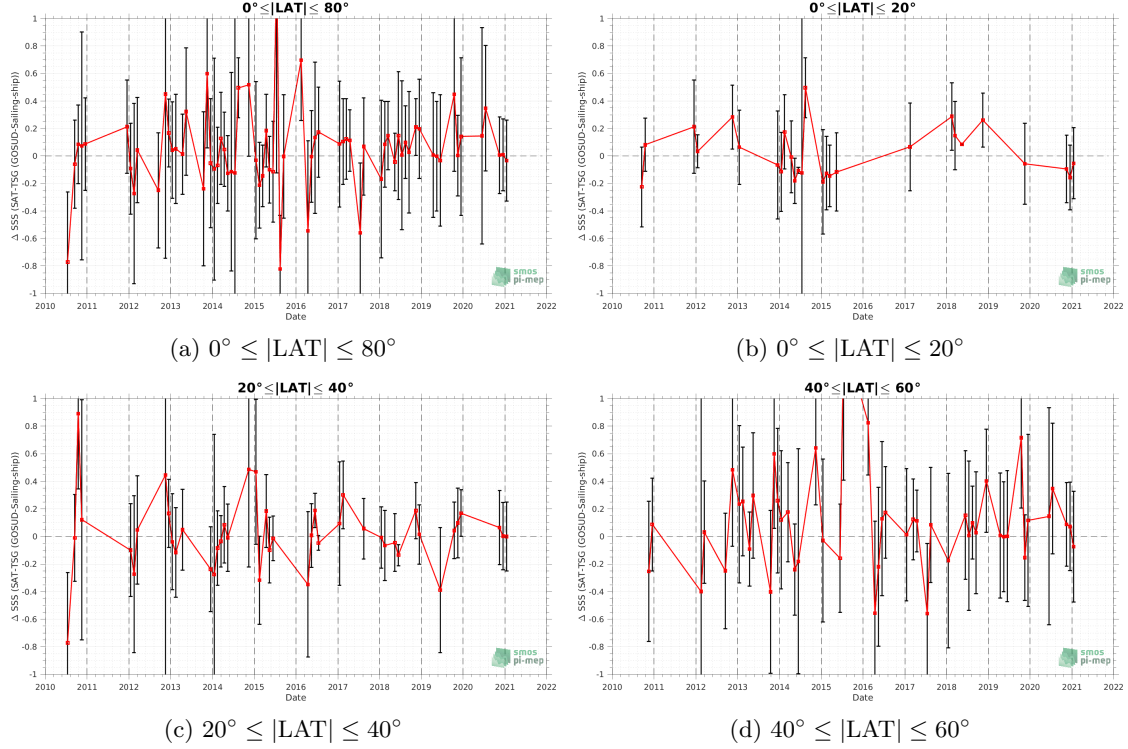 0°≤|LAT|≤ 80°
Δ SSS (SAT-TSG (GOSUD-Sailing-ship))
1
0.8
0.6
0.4
0.2
0
-0.2
-0.4
-0.6
-0.8
-1
2010 2011 2012 2013 2014 2015 2016 2017 2018 2019 2020 2021 2022
Date
smos
pi-mep
(a) 0° ≤ |LAT| ≤ 80°
0°≤|LAT|≤ 20°
Δ SSS (SAT-TSG (GOSUD-Sailing-ship))
1
0.8
0.6
0.4
0.2
0
-0.2
-0.4
-0.6
-0.8
-1
2010 2011 2012 2013 2014 2015 2016 2017 2018 2019 2020 2021 2022
Date
smos
pi-mep
(b) 0° ≤ |LAT| ≤ 20°
20°≤|LAT|≤ 40°
Δ SSS (SAT-TSG (GOSUD-Sailing-ship))
1
0.8
0.6
0.4
0.2
0
-0.2
-0.4
-0.6
-0.8
-1
2010 2011 2012 2013 2014 2015 2016 2017 2018 2019 2020 2021 2022
Date
smos
pi-mep
(c) 20° ≤ |LAT| ≤ 40°
40°≤|LAT|≤ 60°
Δ SSS (SAT-TSG (GOSUD-Sailing-ship))
1
0.8
0.6
0.4
0.2
0
-0.2
-0.4
-0.6
-0.8
-1
2010 2011 2012 2013 2014 2015 2016 2017 2018 2019 2020 2021 2022
Date
smos
pi-mep
(d) 40° ≤ |LAT| ≤ 60°